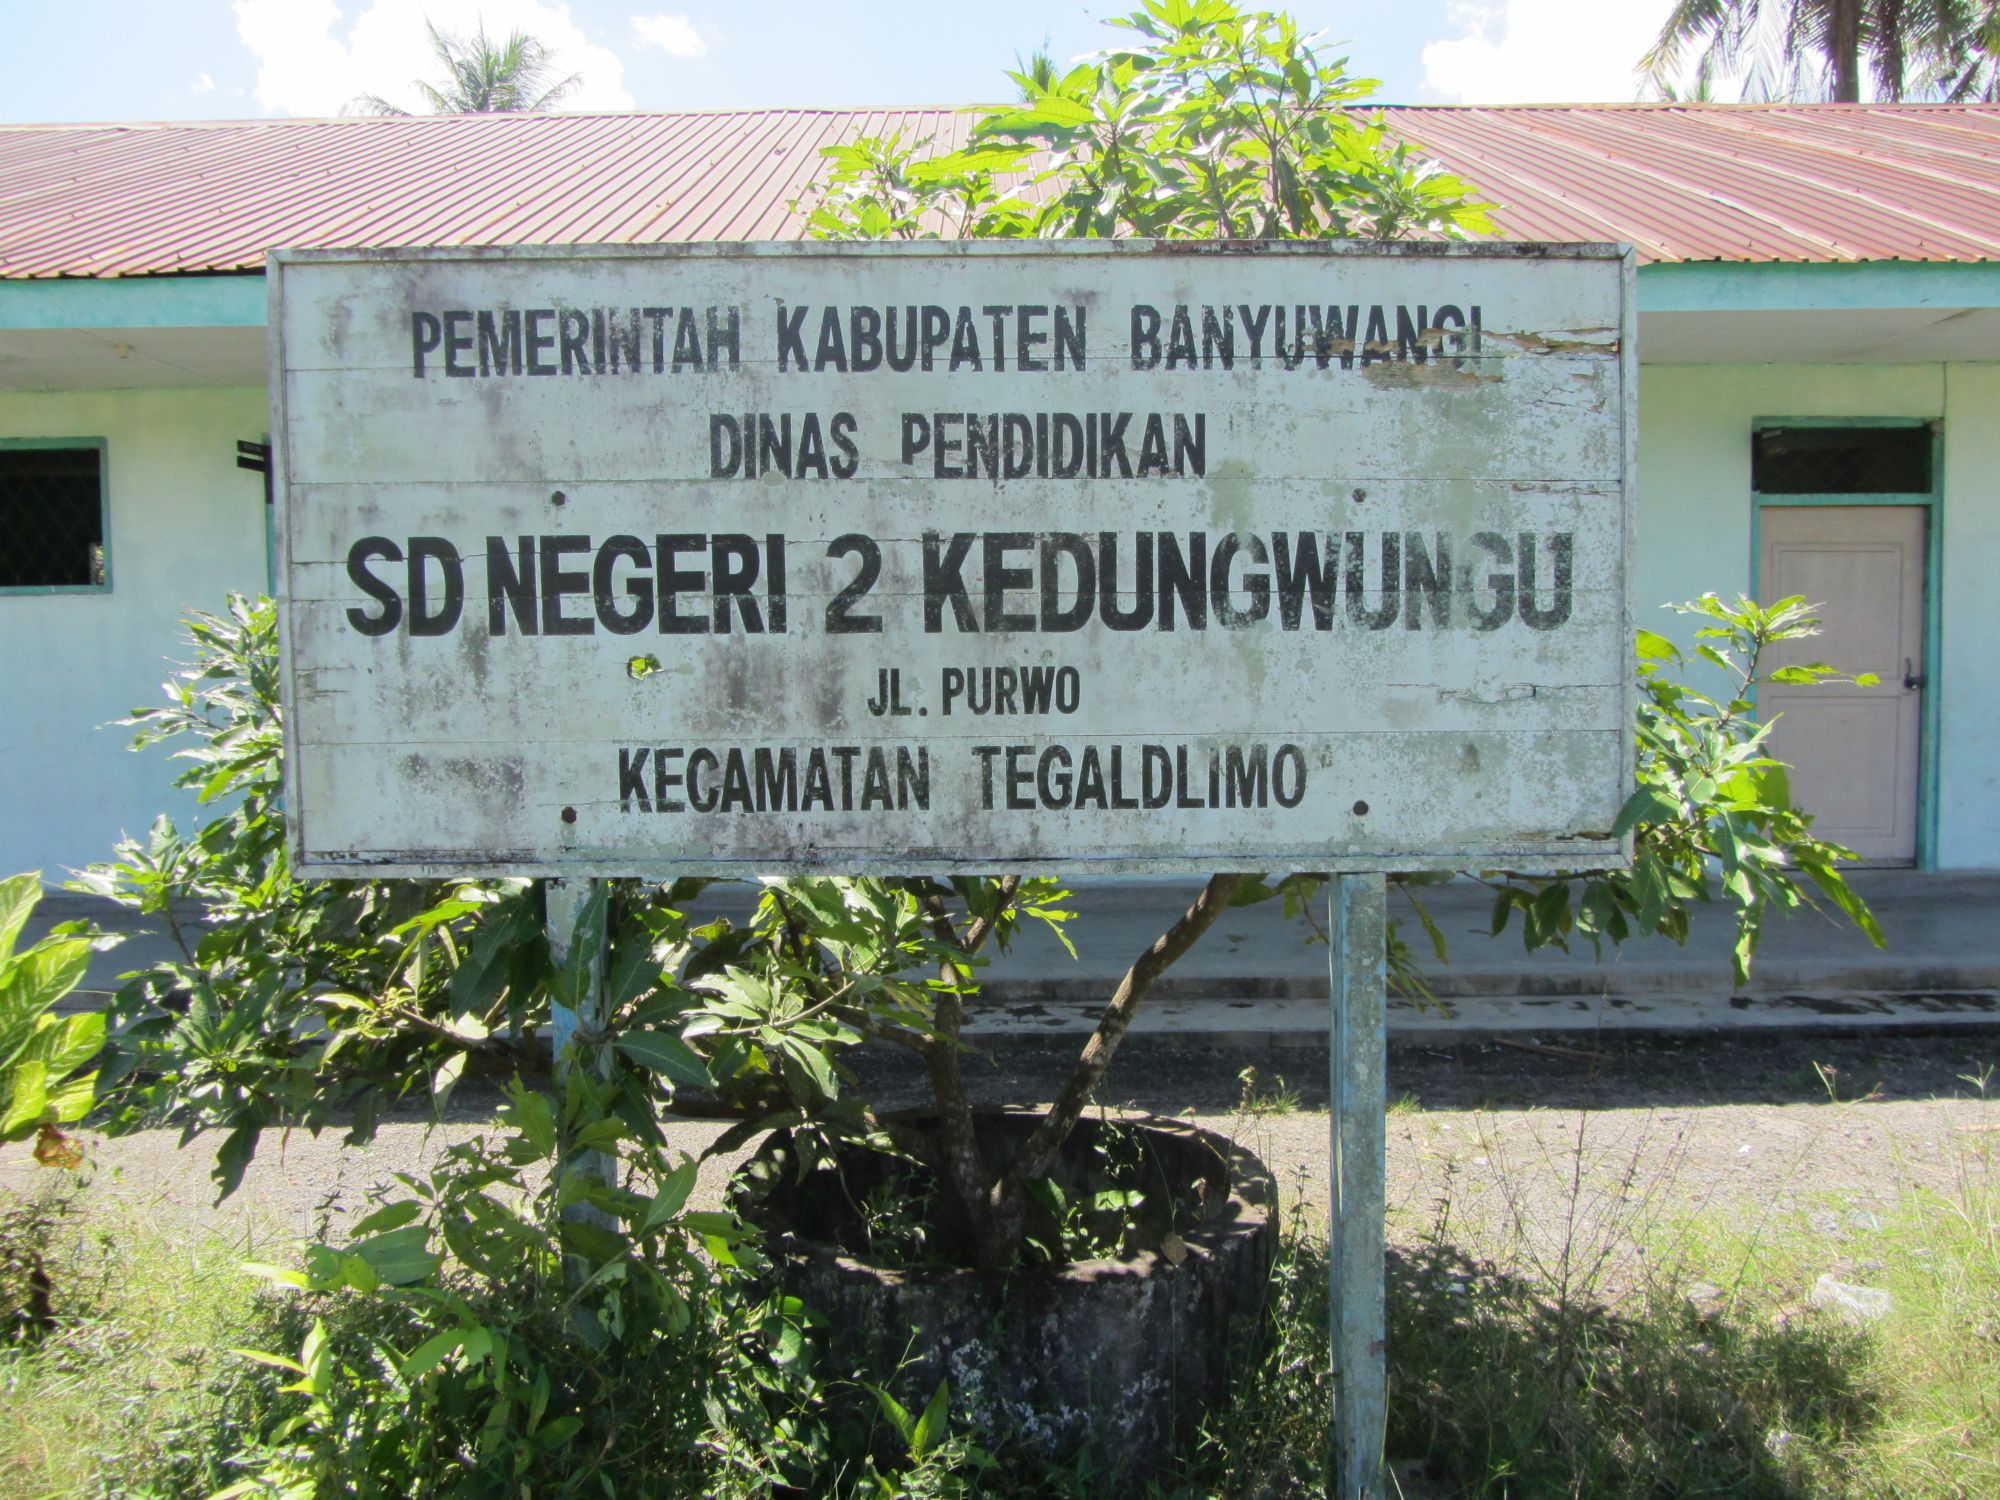 PEMERINTAH KABUPATEN BANYUWANGI
DINAS PENDIDIKAN
SD NEGERI 2 KEDUNGWUNGU
JL. PURWO
KECAMATAN TEGALDLIMO